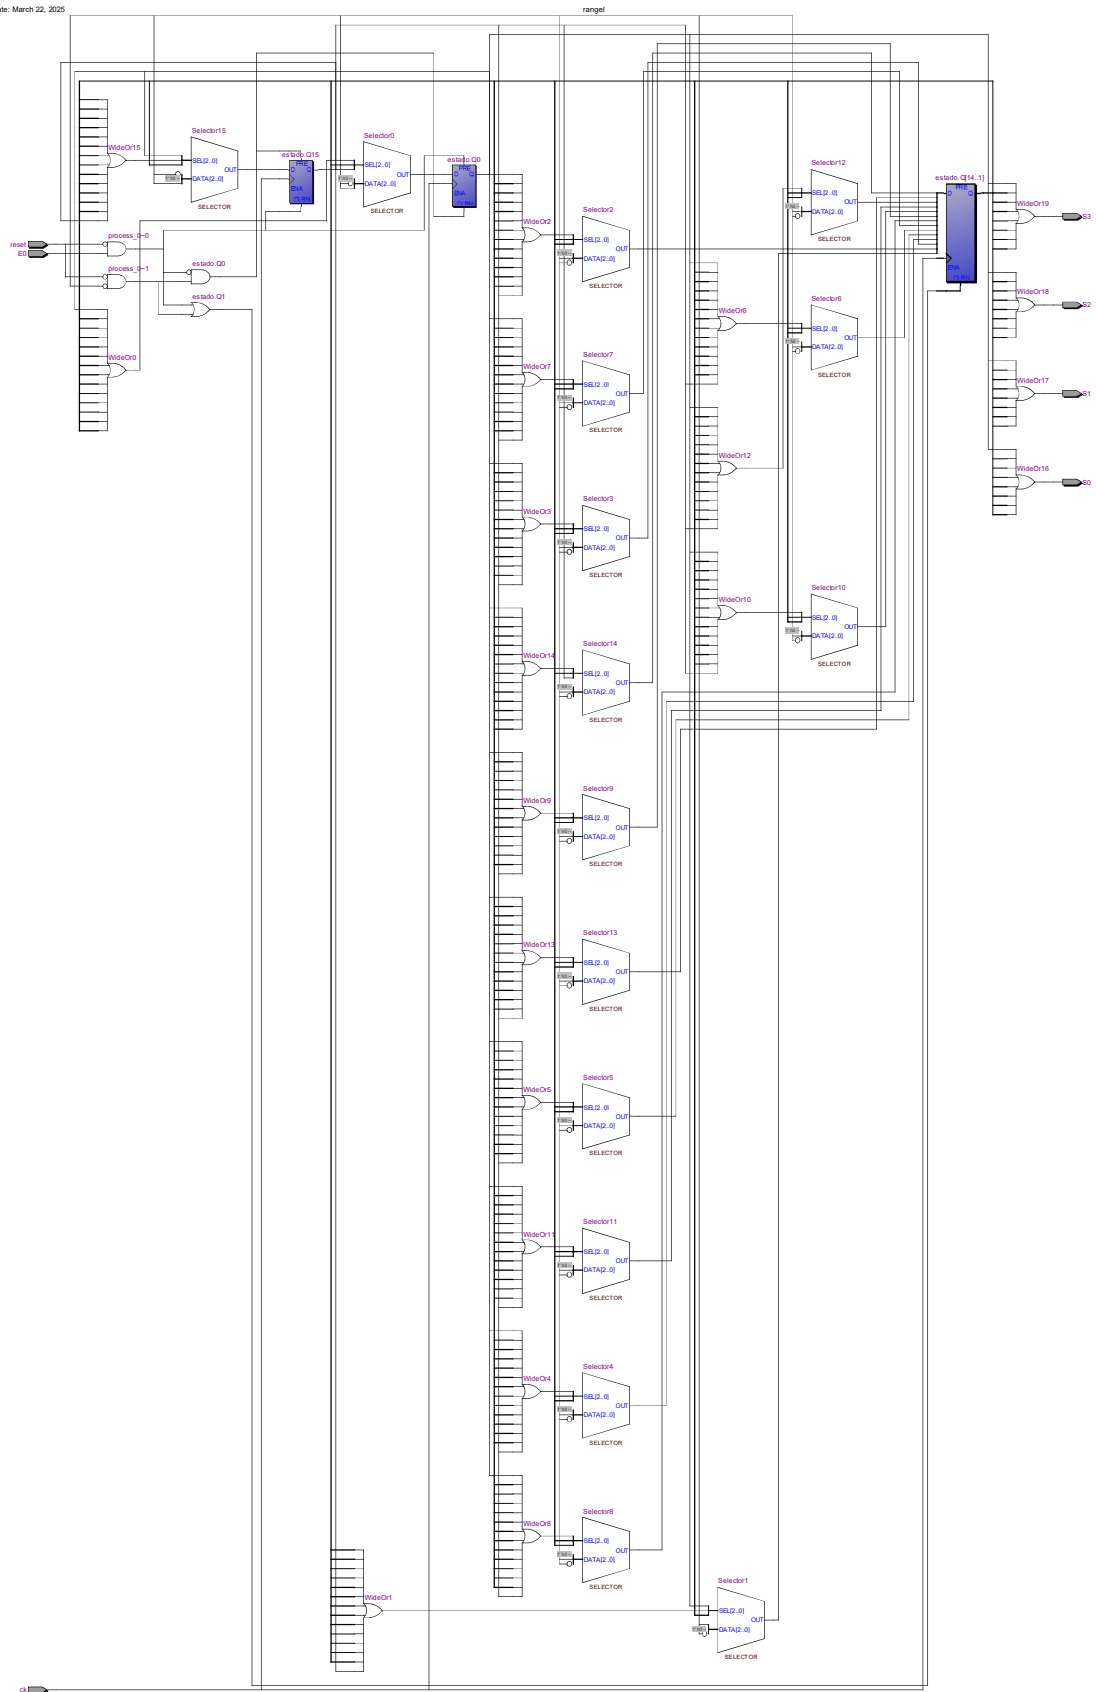 ate: March 22, 2025
rangel
Selector15
WideOr15
SEL[2..0]
OUT
DATA[2..0]
SELECTOR
estado.Q15
PRE
D
Q
ENA
CLRN
Selector0
SEL[2..0]
OUT
DATA[2..0]
SELECTOR
estado.Q0
PRE
D
Q
ENA
CLRN
reset
E0
process_0~0
process_0~1
estado.Q0
estado.Q1
WideOr0
WideOr2
Selector2
SEL[2..0]
OUT
DATA[2..0]
SELECTOR
WideOr7
Selector7
SEL[2..0]
OUT
DATA[2..0]
SELECTOR
WideOr3
Selector3
SEL[2..0]
OUT
DATA[2..0]
SELECTOR
WideOr14
Selector14
SEL[2..0]
OUT
DATA[2..0]
SELECTOR
WideOr9
Selector9
SEL[2..0]
OUT
DATA[2..0]
SELECTOR
WideOr13
Selector13
SEL[2..0]
OUT
DATA[2..0]
SELECTOR
WideOr5
Selector5
SEL[2..0]
OUT
DATA[2..0]
SELECTOR
WideOr11
Selector11
SEL[2..0]
OUT
DATA[2..0]
SELECTOR
WideOr4
Selector4
SEL[2..0]
OUT
DATA[2..0]
SELECTOR
WideOr8
Selector8
SEL[2..0]
OUT
DATA[2..0]
SELECTOR
Selector12
SEL[2..0]
OUT
DATA[2..0]
SELECTOR
WideOr6
Selector6
SEL[2..0]
OUT
DATA[2..0]
SELECTOR
WideOr12
WideOr10
Selector10
SEL[2..0]
OUT
DATA[2..0]
SELECTOR
estado.Q[14..1]
PRE
D
Q
ENA
CLRN
WideOr19
S3
WideOr18
S2
WideOr17
S1
WideOr16
S0
WideOr1
Selector1
SEL[2..0]
OUT
DATA[2..0]
SELECTOR
ck